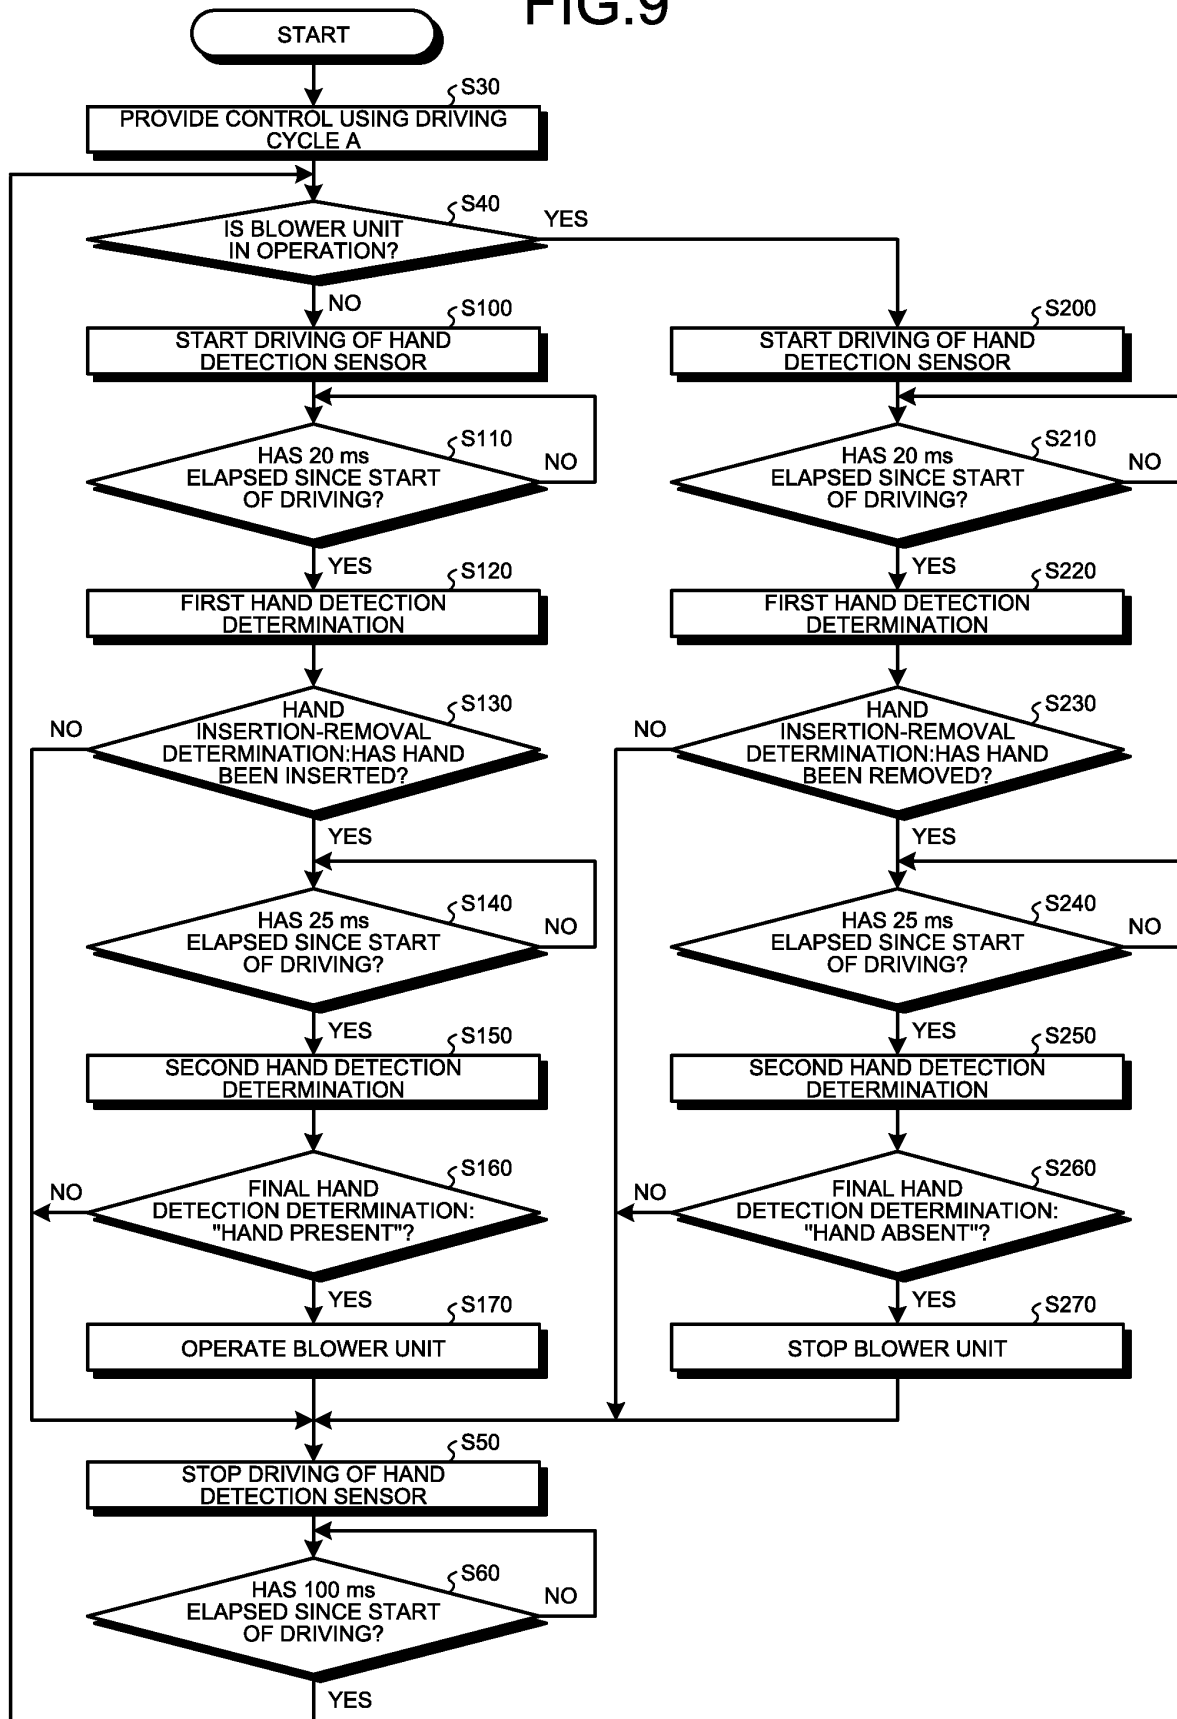 FIG.9
START
S30
PROVIDE CONTROL USING DRIVING
CYCLE A
S40
IS BLOWER UNIT
IN OPERATION?
YES
NO
S100
START DRIVING OF HAND
DETECTION SENSOR
S110
HAS 20 ms
ELAPSED SINCE START
OF DRIVING?
NO
YES
S120
FIRST HAND DETECTION
DETERMINATION
S130
HAND
INSERTION-REMOVAL
DETERMINATION:HAS HAND
BEEN INSERTED?
NO
YES
S140
HAS 25 ms
ELAPSED SINCE START
OF DRIVING?
NO
YES
S150
SECOND HAND DETECTION
DETERMINATION
S160
FINAL HAND
DETECTION DETERMINATION:
"HAND PRESENT"?
NO
YES
S170
OPERATE BLOWER UNIT
S200
START DRIVING OF HAND
DETECTION SENSOR
S210
HAS 20 ms
ELAPSED SINCE START
OF DRIVING?
NO
YES
S220
FIRST HAND DETECTION
DETERMINATION
S230
HAND
INSERTION-REMOVAL
DETERMINATION:HAS HAND
BEEN REMOVED?
NO
YES
S240
HAS 25 ms
ELAPSED SINCE START
OF DRIVING?
NO
YES
S250
SECOND HAND DETECTION
DETERMINATION
S260
FINAL HAND
DETECTION DETERMINATION:
"HAND ABSENT"?
NO
YES
S270
STOP BLOWER UNIT
S50
STOP DRIVING OF HAND
DETECTION SENSOR
S60
HAS 100 ms
ELAPSED SINCE START
OF DRIVING?
NO
YES